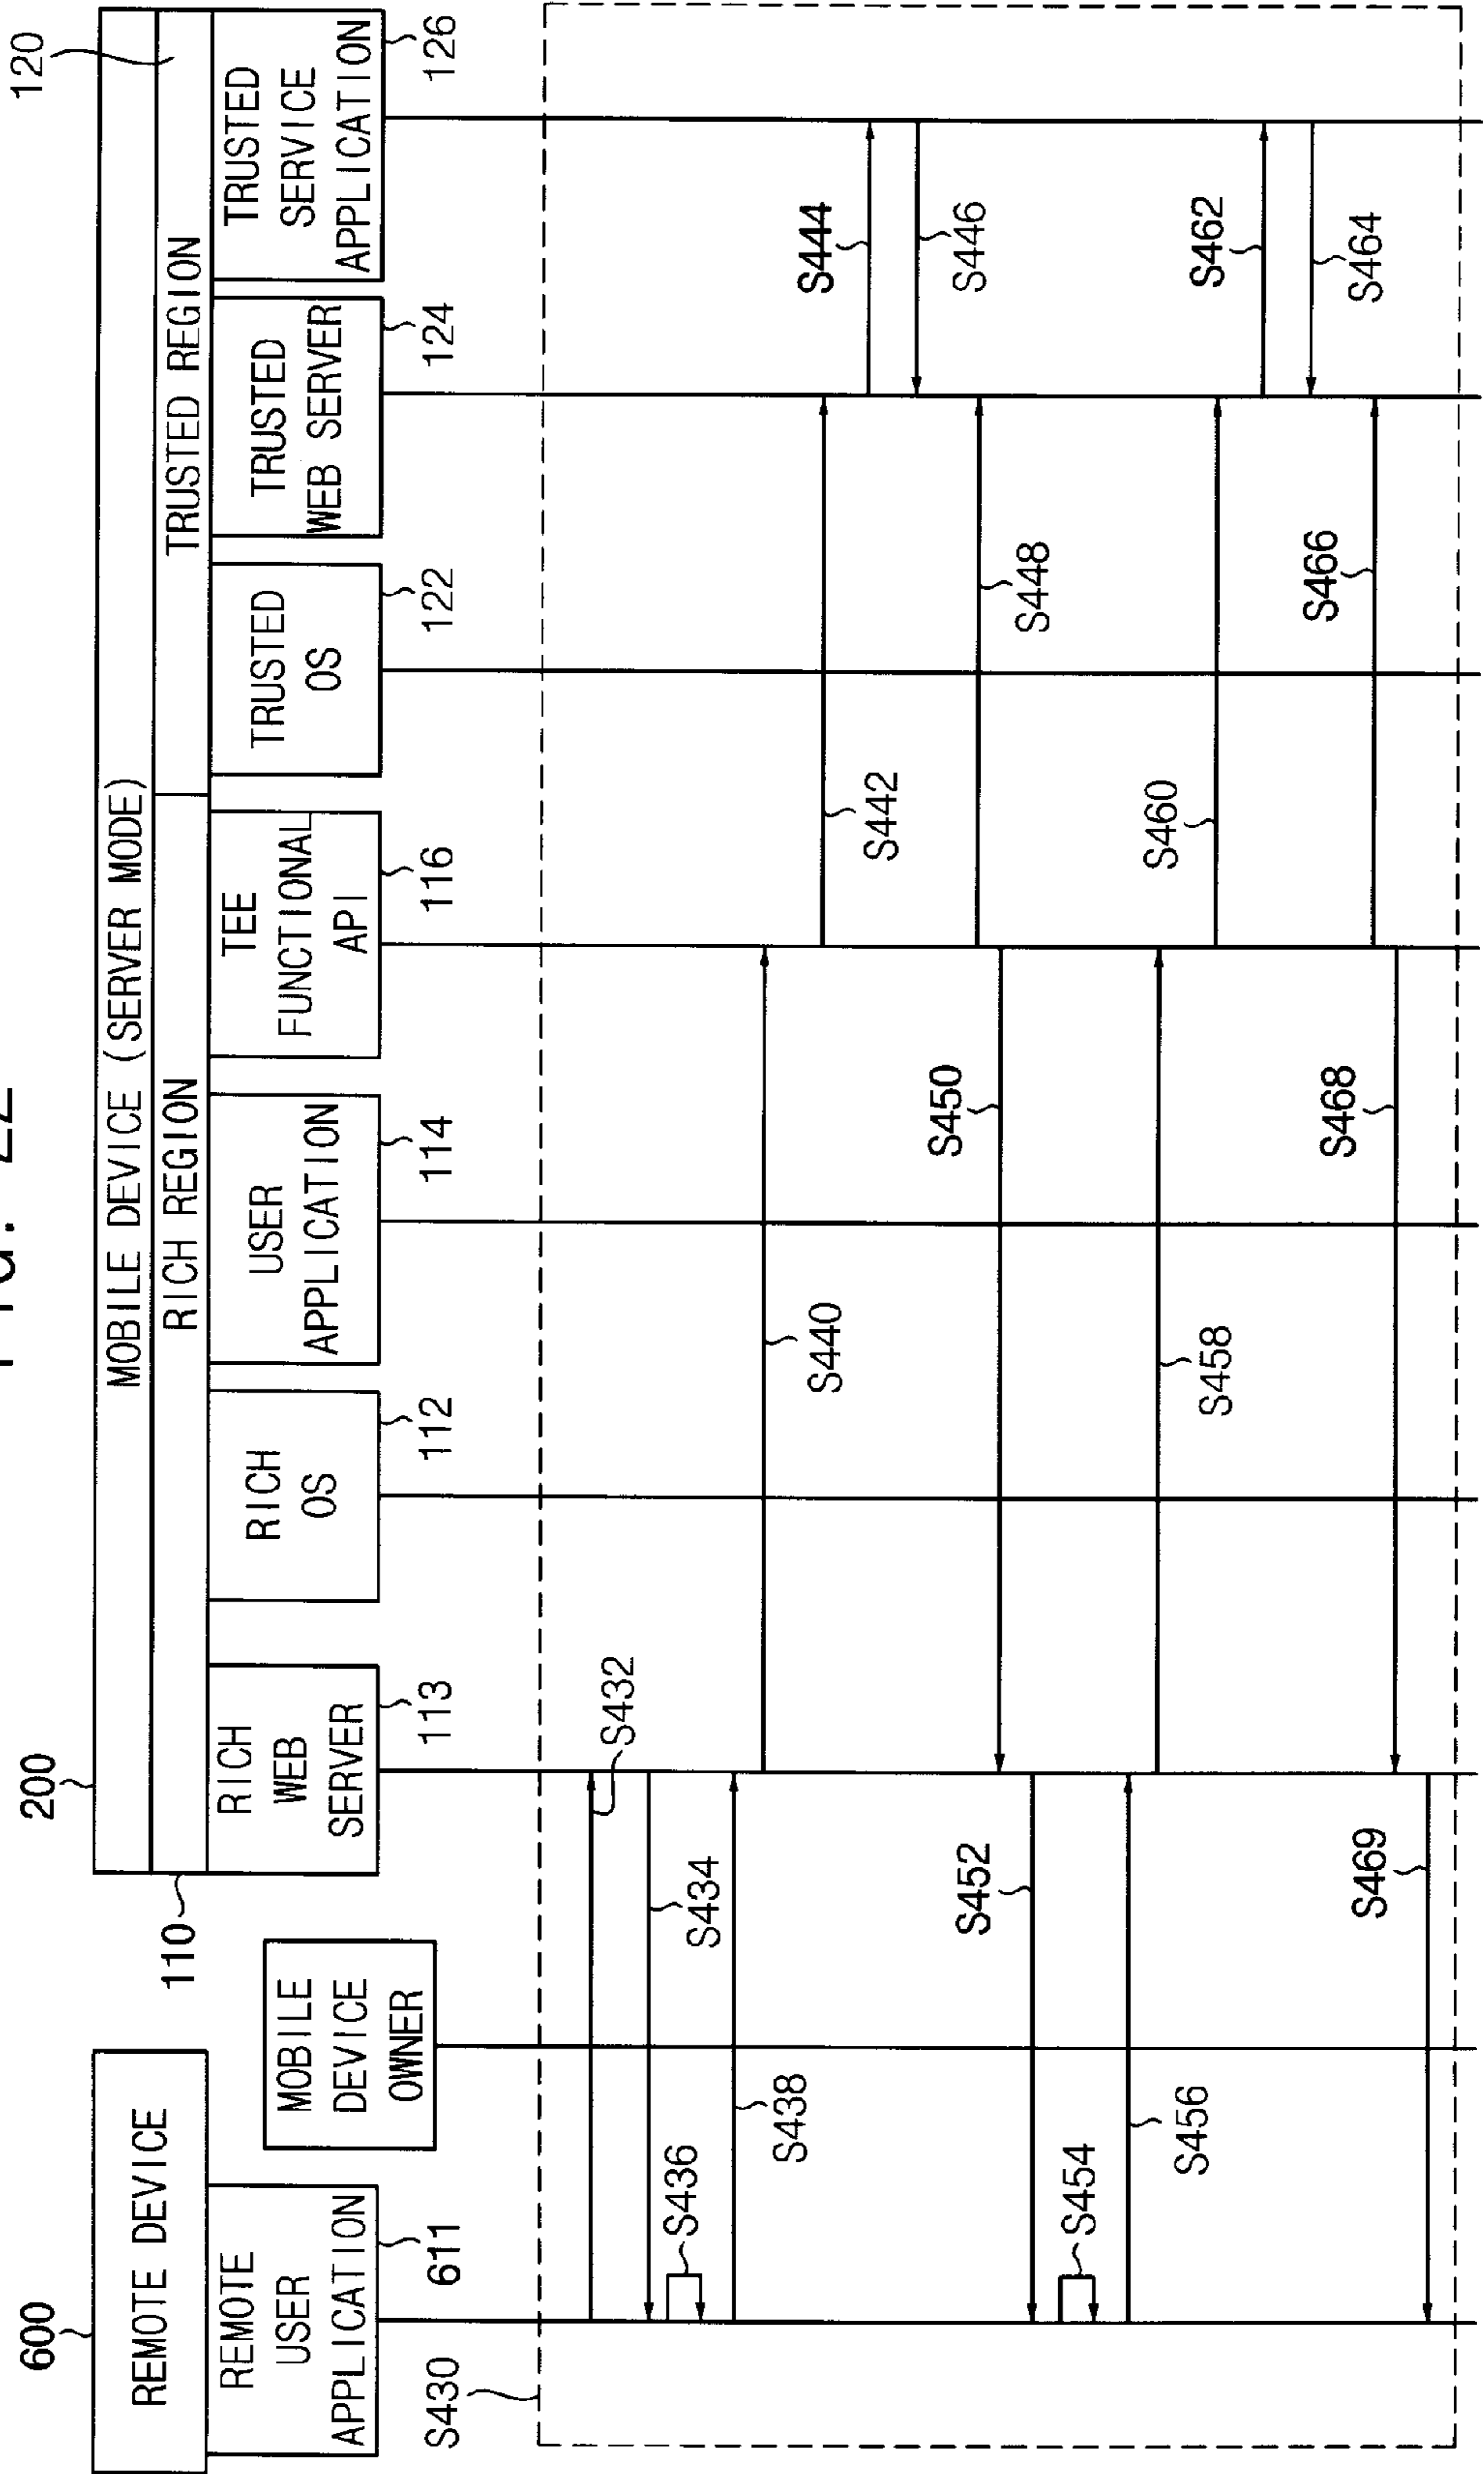 600
REMOTE DEVICE
REMOTE
USER
APPLICATION
611
MOBILE
DEVICE
OWNER
200
110
120
MOBILE DEVICE (SERVER MODE)
RICH REGION
TRUSTED REGION
RICH
WEB
SERVER
113
RICH
OS
112
USER
APPLICATION
114
TEE
FUNCTIONAL
API
116
TRUSTED
OS
122
TRUSTED
WEB SERVER
124
TRUSTED
SERVICE
APPLICATION
126
S430
S432
S434
S436
S438
S440
S442
S444
S446
S448
S450
S452
S454
S456
S458
S460
S462
S464
S466
S468
S469